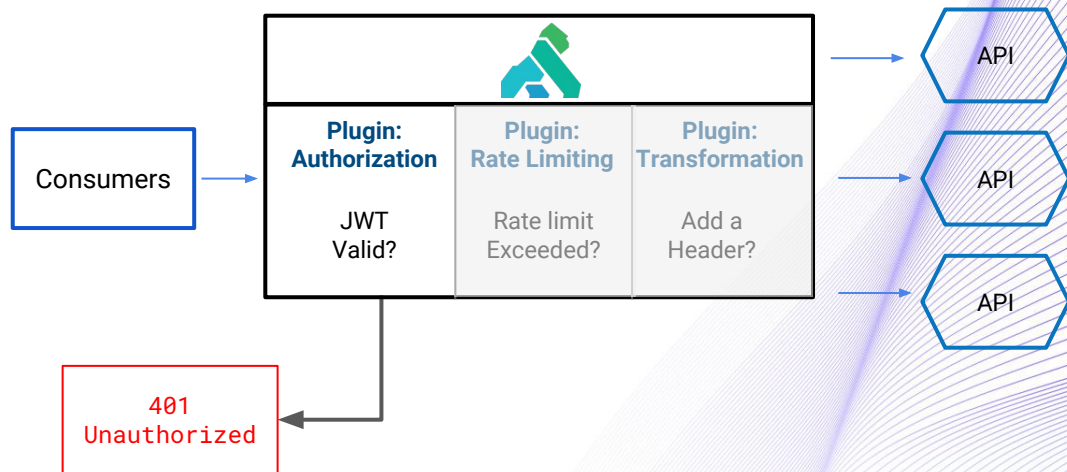 Consumers
Plugin:
Authorization
JWT
Valid?
Plugin:
Rate Limiting
Rate limit
Exceeded?
Plugin:
Transformation
Add a
Header?
API
API
API
401
Unauthorized